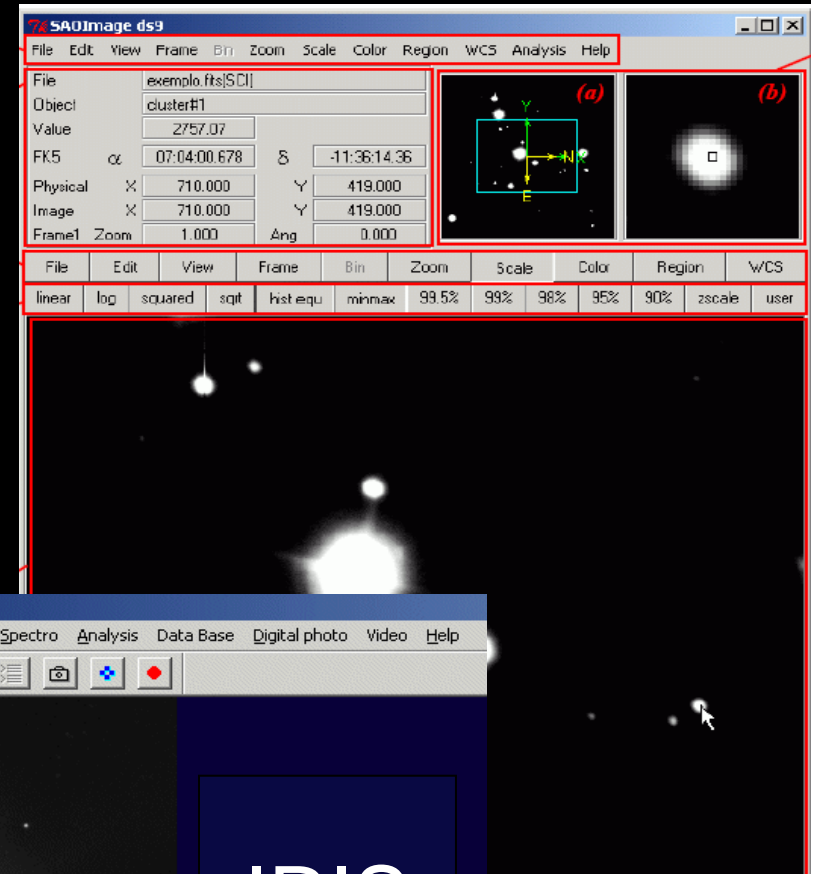 SAOImage ds9
File Edit View Frame Bin Zoom Scale Color Region WCS Analysis Help
File exemplo.fits[SCI]
Object cluster#1
Value 2757.07
FK5 α 07:04:00.678 δ -11:36:14.36
Physical X 710.000 Y 419.000
Image X 710.000 Y 419.000
Frame1 Zoom 1.000 Ang 0.000
(a)
Y
N X
E
(b)
File Edit View Frame Bin Zoom Scale Color Region WCS
linear log squared sqrt hist equ minmax 99.5% 99% 98% 95% 90% zscale user
Spectro Analysis Data Base Digital photo Video Help
IRIS